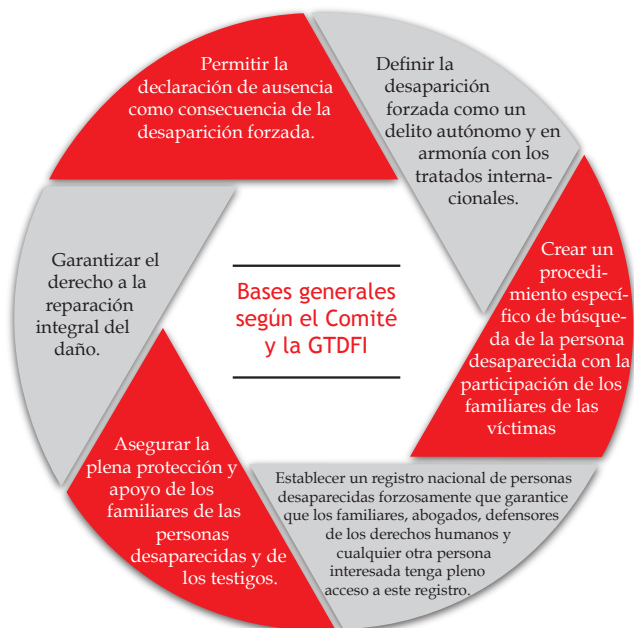 Permitir la
declaración de ausencia
como consecuencia de la
desaparición forzada.
Definir la
desaparición
forzada como un
delito autónomo y en
armonía con los
tratados interna-
cionales.
Crear un
procedi-
miento especí-
fico de búsque-
da de la persona
desaparecida con la
participación de los
familiares de las
víctimas
Establecer un registro nacional de personas
desaparecidas forzosamente que garantice
que los familiares, abogados, defensores
de los derechos humanos y
cualquier otra persona
interesada tenga pleno
acceso a este registro.
Asegurar la
plena protección y
apoyo de los
familiares de las
personas
desaparecidas y de
los testigos.
Garantizar el
derecho a la
reparación
integral del
daño.
Bases generales
según el Comité
y la GTDFI